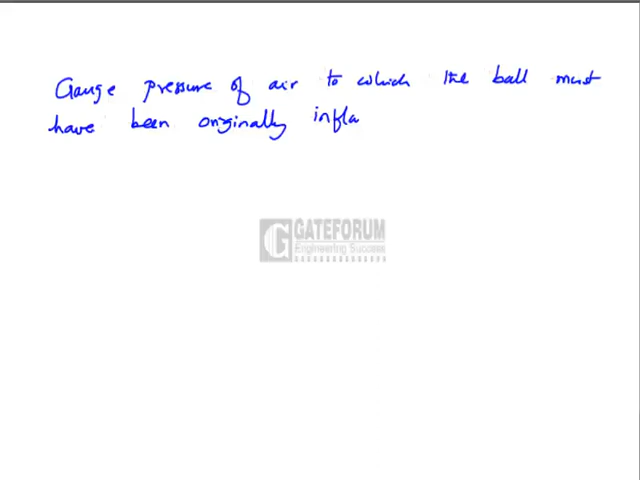 Gauge pressure of air to which the ball must
have been originally infla
GATEFORUM
Engineering Success